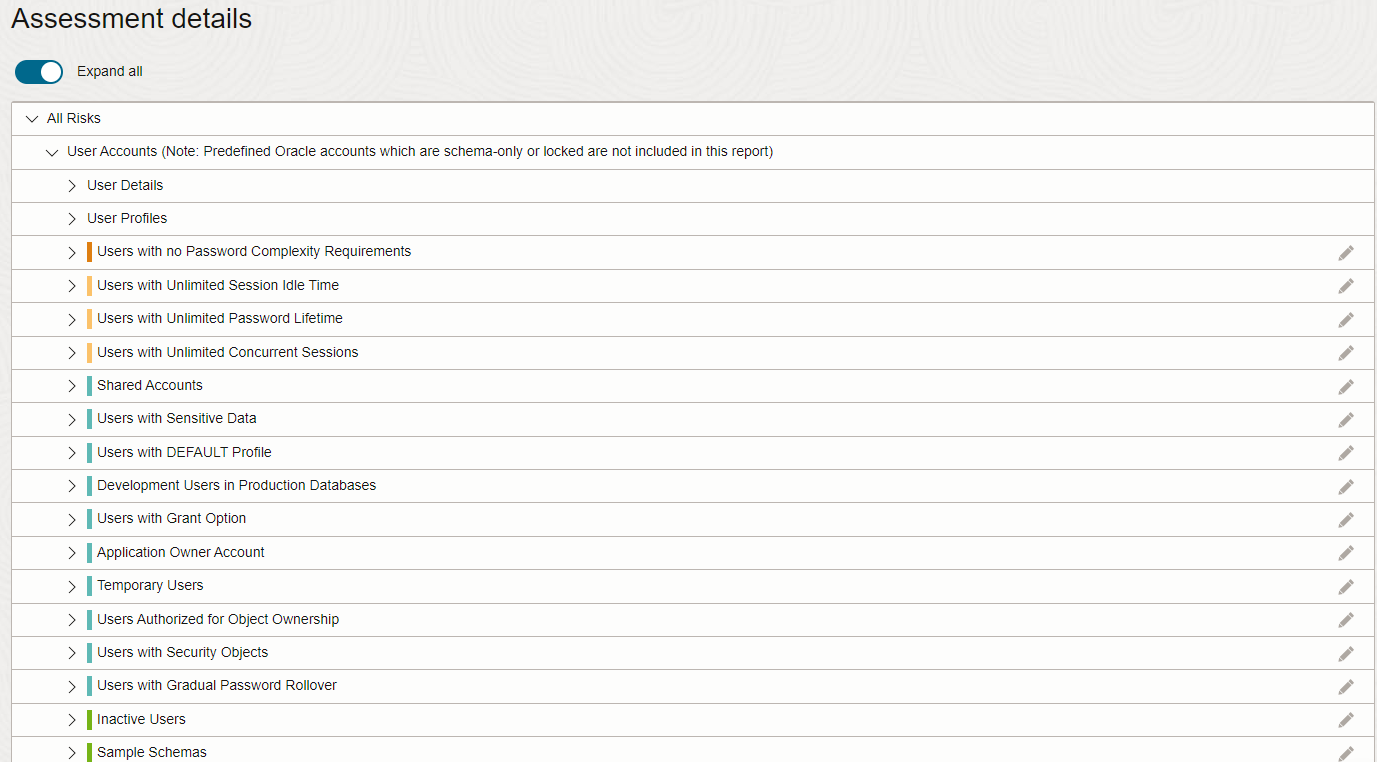 Assessment details
Expand all
All Risks
User Accounts (Note: Predefined Oracle accounts which are schema-only or locked are not included in this report)
User Details
User Profiles
Users with no Password Complexity Requirements
Users with Unlimited Session Idle Time
Users with Unlimited Password Lifetime
Users with Unlimited Concurrent Sessions
Shared Accounts
Users with Sensitive Data
Users with DEFAULT Profile
Development Users in Production Databases
Users with Grant Option
Application Owner Account
Temporary Users
Users Authorized for Object Ownership
Users with Security Objects
Users with Gradual Password Rollover
Inactive Users
Sample Schemas